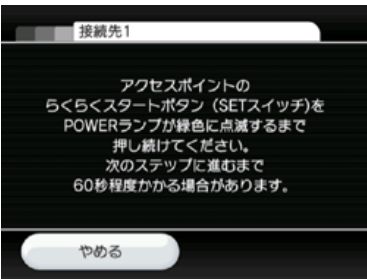 接続先1
アクセスポイントの
らくらくスタートボタン（SETスイッチ)を
POWERランプが緑色に点滅するまで
押し続けてください。
次のステップに進むまで
60秒程度かかる場合があります。
やめる